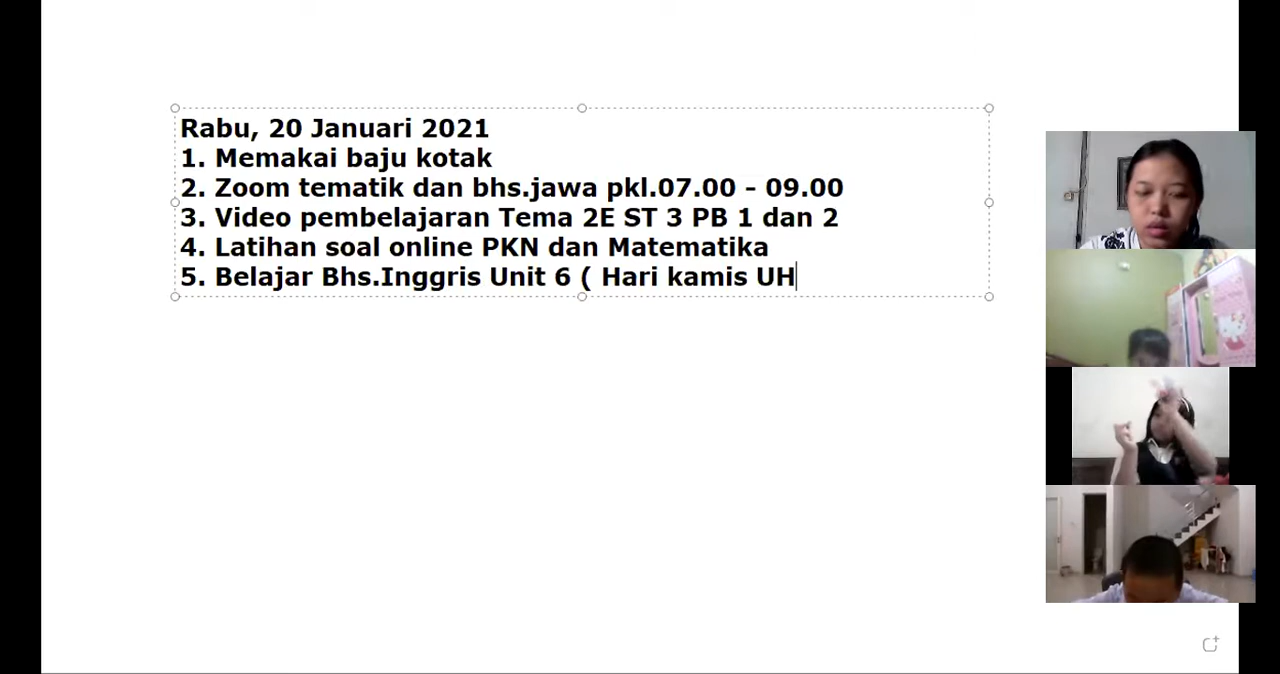 Rabu, 20 Januari 2021
1. Memakai baju kotak
2. Zoom tematik dan bhs.jawa pkl.07.00 - 09.00
3. Video pembelajaran Tema 2E ST 3 PB 1 dan 2
4. Latihan soal online PKN dan Matematika
5. Belajar Bhs.Inggris Unit 6 ( Hari kamis UH